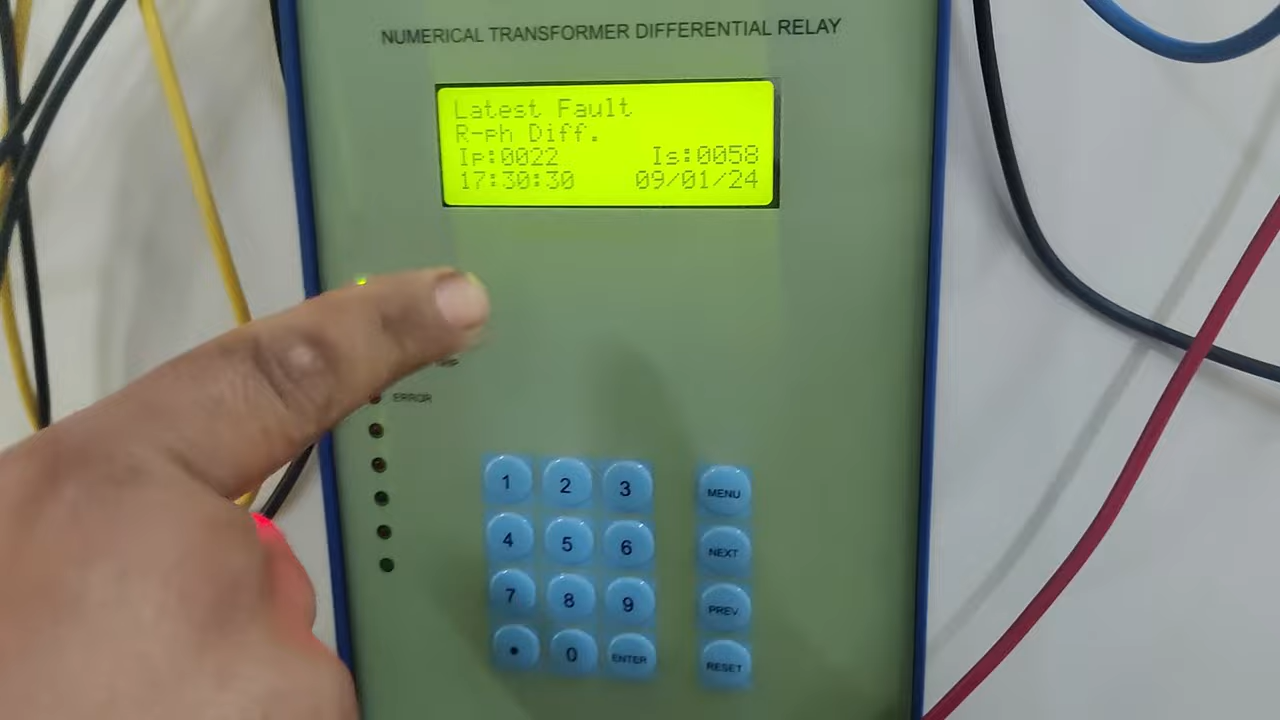 NUMERICAL TRANSFORMER DIFFERENTIAL RELAY
Latest Fault
R-ph Diff.
Ip:0022 Is:0058
17:30:30 09/01/24
ERROR
1 2 3 MENU
4 5 6 NEXT
7 8 9 PREV
• 0 ENTER RESET